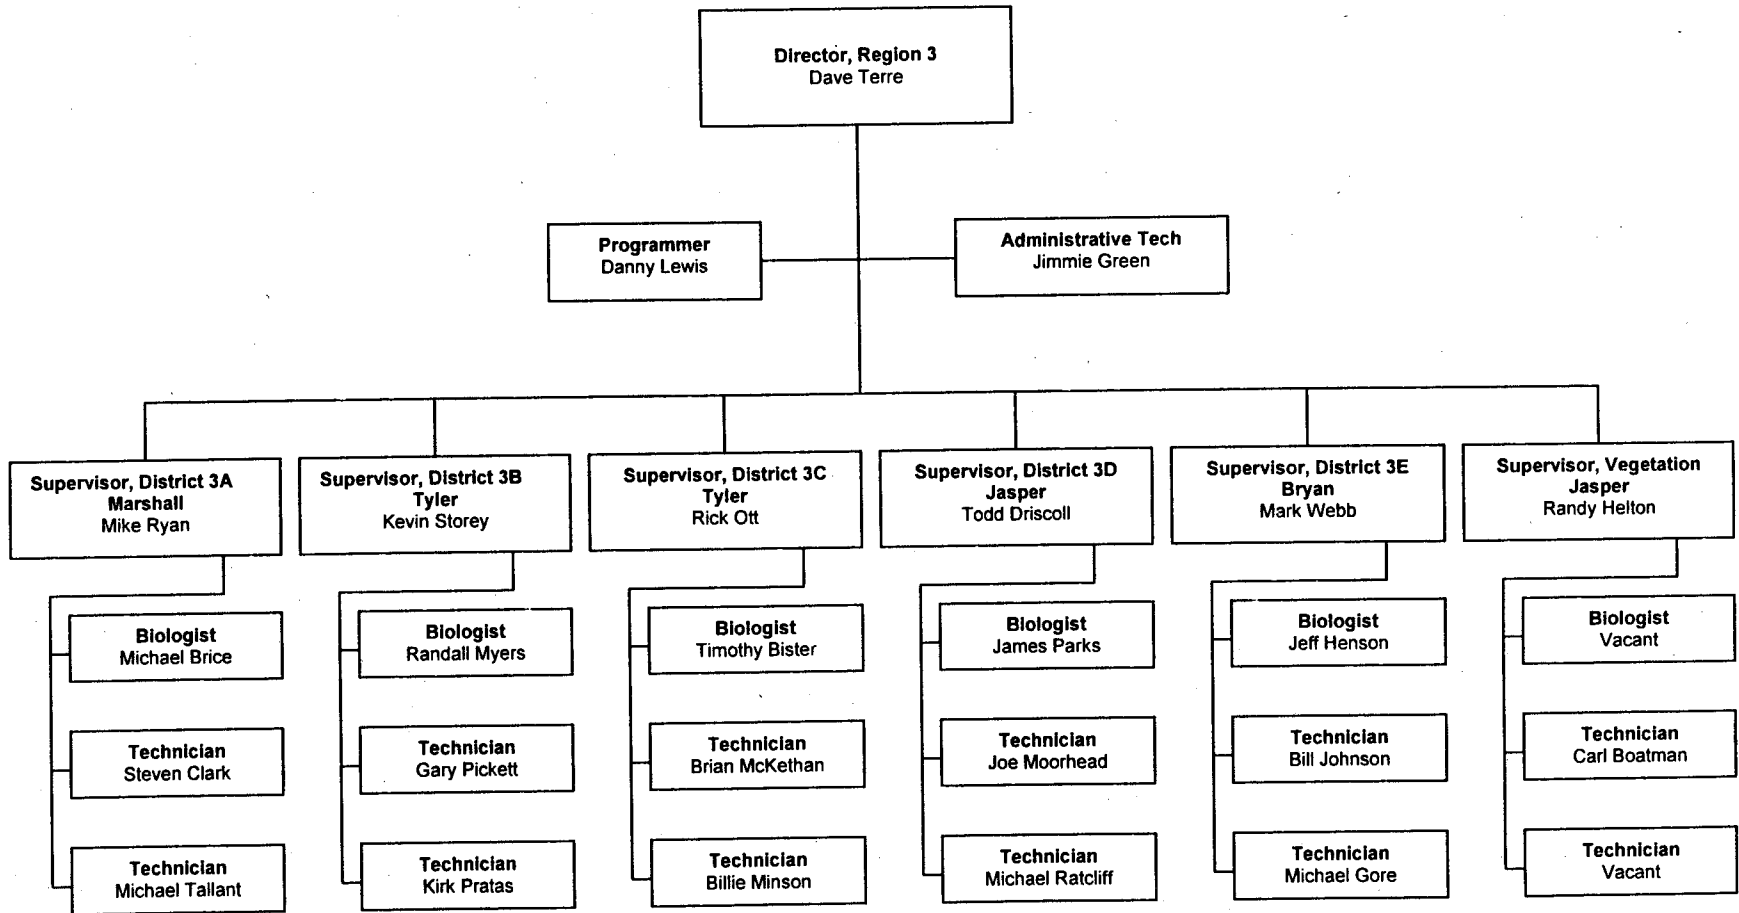 Director, Region 3
Dave Terre
Programmer
Danny Lewis
Administrative Tech
Jimmie Green
Supervisor, District 3A
Marshall
Mike Ryan
Supervisor, District 3B
Tyler
Kevin Storey
Supervisor, District 3C
Tyler
Rick Ott
Supervisor, District 3D
Jasper
Todd Driscoll
Supervisor, District 3E
Bryan
Mark Webb
Supervisor, Vegetation
Jasper
Randy Helton
Biologist
Michael Brice
Biologist
Randall Myers
Biologist
Timothy Bister
Biologist
James Parks
Biologist
Jeff Henson
Biologist
Vacant
Technician
Steven Clark
Technician
Gary Pickett
Technician
Brian McKethan
Technician
Joe Moorhead
Technician
Bill Johnson
Technician
Carl Boatman
Technician
Michael Tallant
Technician
Kirk Pratas
Technician
Billie Minson
Technician
Michael Ratcliff
Technician
Michael Gore
Technician
Vacant